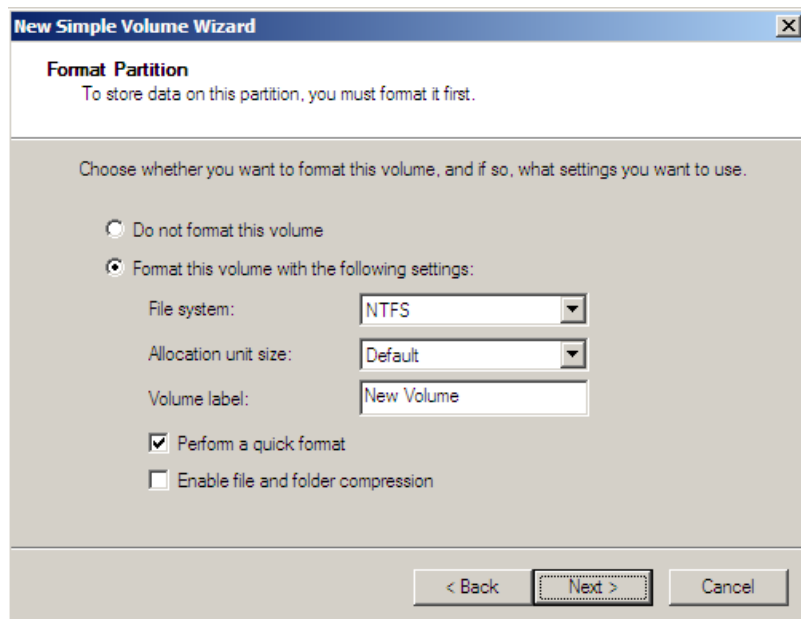 New Simple Volume Wizard
Format Partition
To store data on this partition, you must format it first.
Choose whether you want to format this volume, and if so, what settings you want to use.
Do not format this volume
Format this volume with the following settings:
File system: NTFS
Allocation unit size: Default
Volume label: New Volume
Perform a quick format
Enable file and folder compression
< Back Next > Cancel